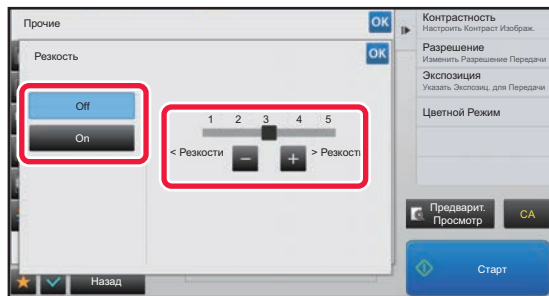 Прочие
OK
Резкость
OK
Off
On
1 2 3 4 5
< Резкости
–
+
> Резкости
Назад
Контрастность
Настроить Контраст Изображ.
Разрешение
Изменить Разрешение Передачи
Экспозиция
Указать Экспозиц. для Передачи
Цветной Режим
Предварит.
Просмотр
CA
Старт